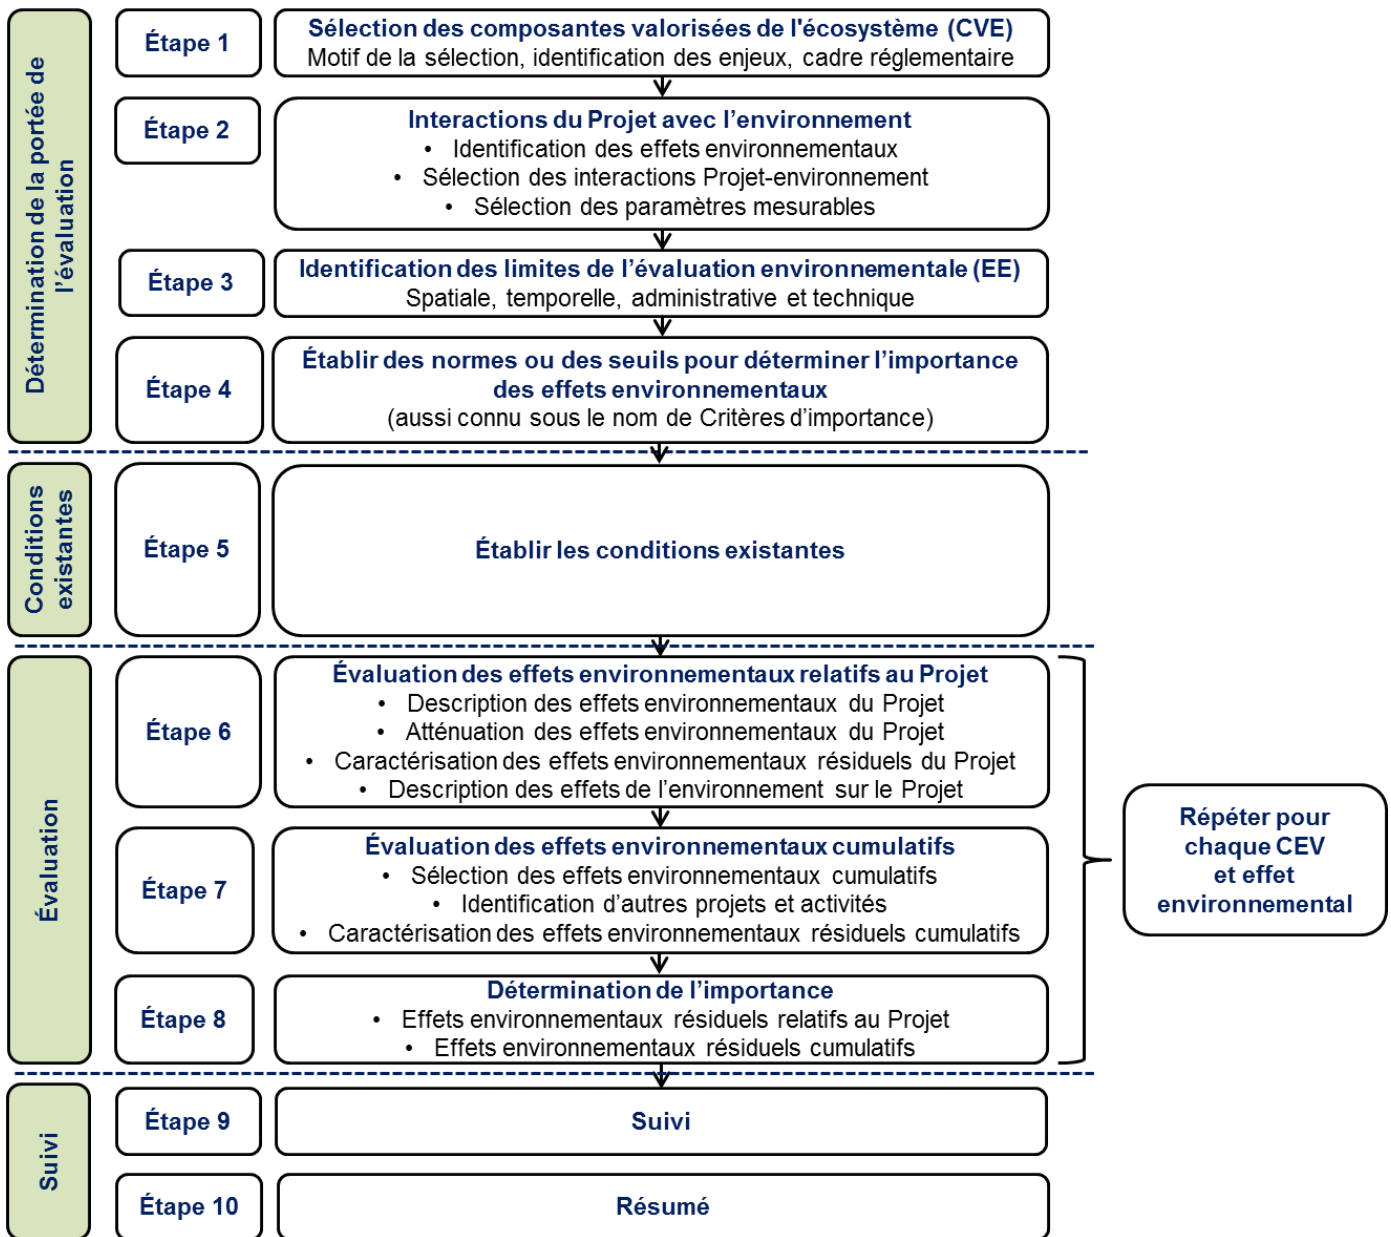 Détermination de la portée de
l'évaluation
Étape 1
Sélection des composantes valorisées de l'écosystème (CVE)
Motif de la sélection, identification des enjeux, cadre réglementaire
Étape 2
Interactions du Projet avec l’environnement
• Identification des effets environnementaux
• Sélection des interactions Projet-environnement
• Sélection des paramètres mesurables
Étape 3
Identification des limites de l’évaluation environnementale (EE)
Spatiale, temporelle, administrative et technique
Étape 4
Établir des normes ou des seuils pour déterminer l’importance
des effets environnementaux
(aussi connu sous le nom de Critères d’importance)
Conditions
existantes
Étape 5
Établir les conditions existantes
Évaluation
Étape 6
Évaluation des effets environnementaux relatifs au Projet
• Description des effets environnementaux du Projet
• Atténuation des effets environnementaux du Projet
• Caractérisation des effets environnementaux résiduels du Projet
• Description des effets de l’environnement sur le Projet
Étape 7
Évaluation des effets environnementaux cumulatifs
• Sélection des effets environnementaux cumulatifs
• Identification d’autres projets et activités
• Caractérisation des effets environnementaux résiduels cumulatifs
Étape 8
Détermination de l’importance
• Effets environnementaux résiduels relatifs au Projet
• Effets environnementaux résiduels cumulatifs
Répéter pour
chaque CEV
et effet
environnemental
Suivi
Étape 9
Suivi
Étape 10
Résumé